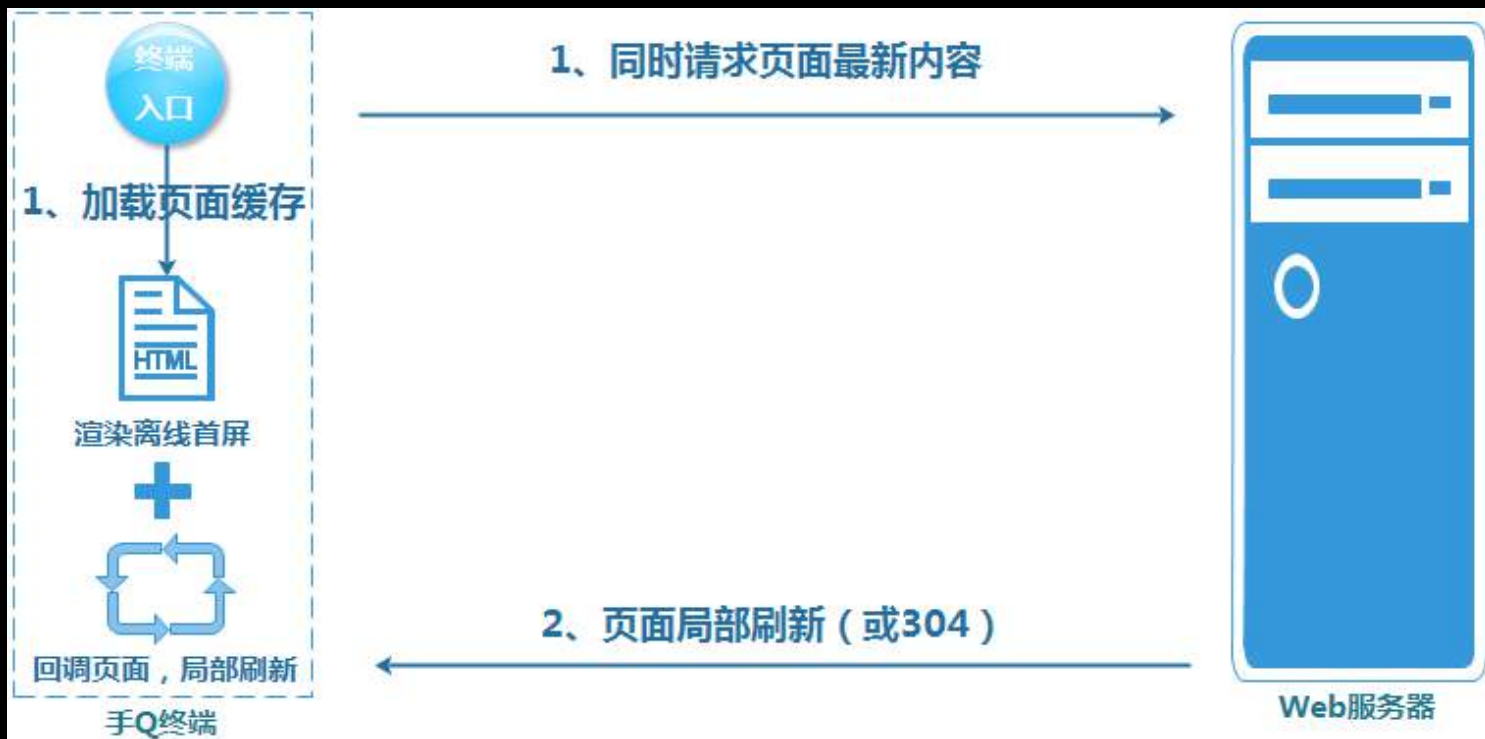 终端
入口
1、同时请求页面最新内容
1、加载页面缓存
HTML
渲染离线首屏
2、页面局部刷新（或304）
回调页面，局部刷新
手Q终端
Web服务器